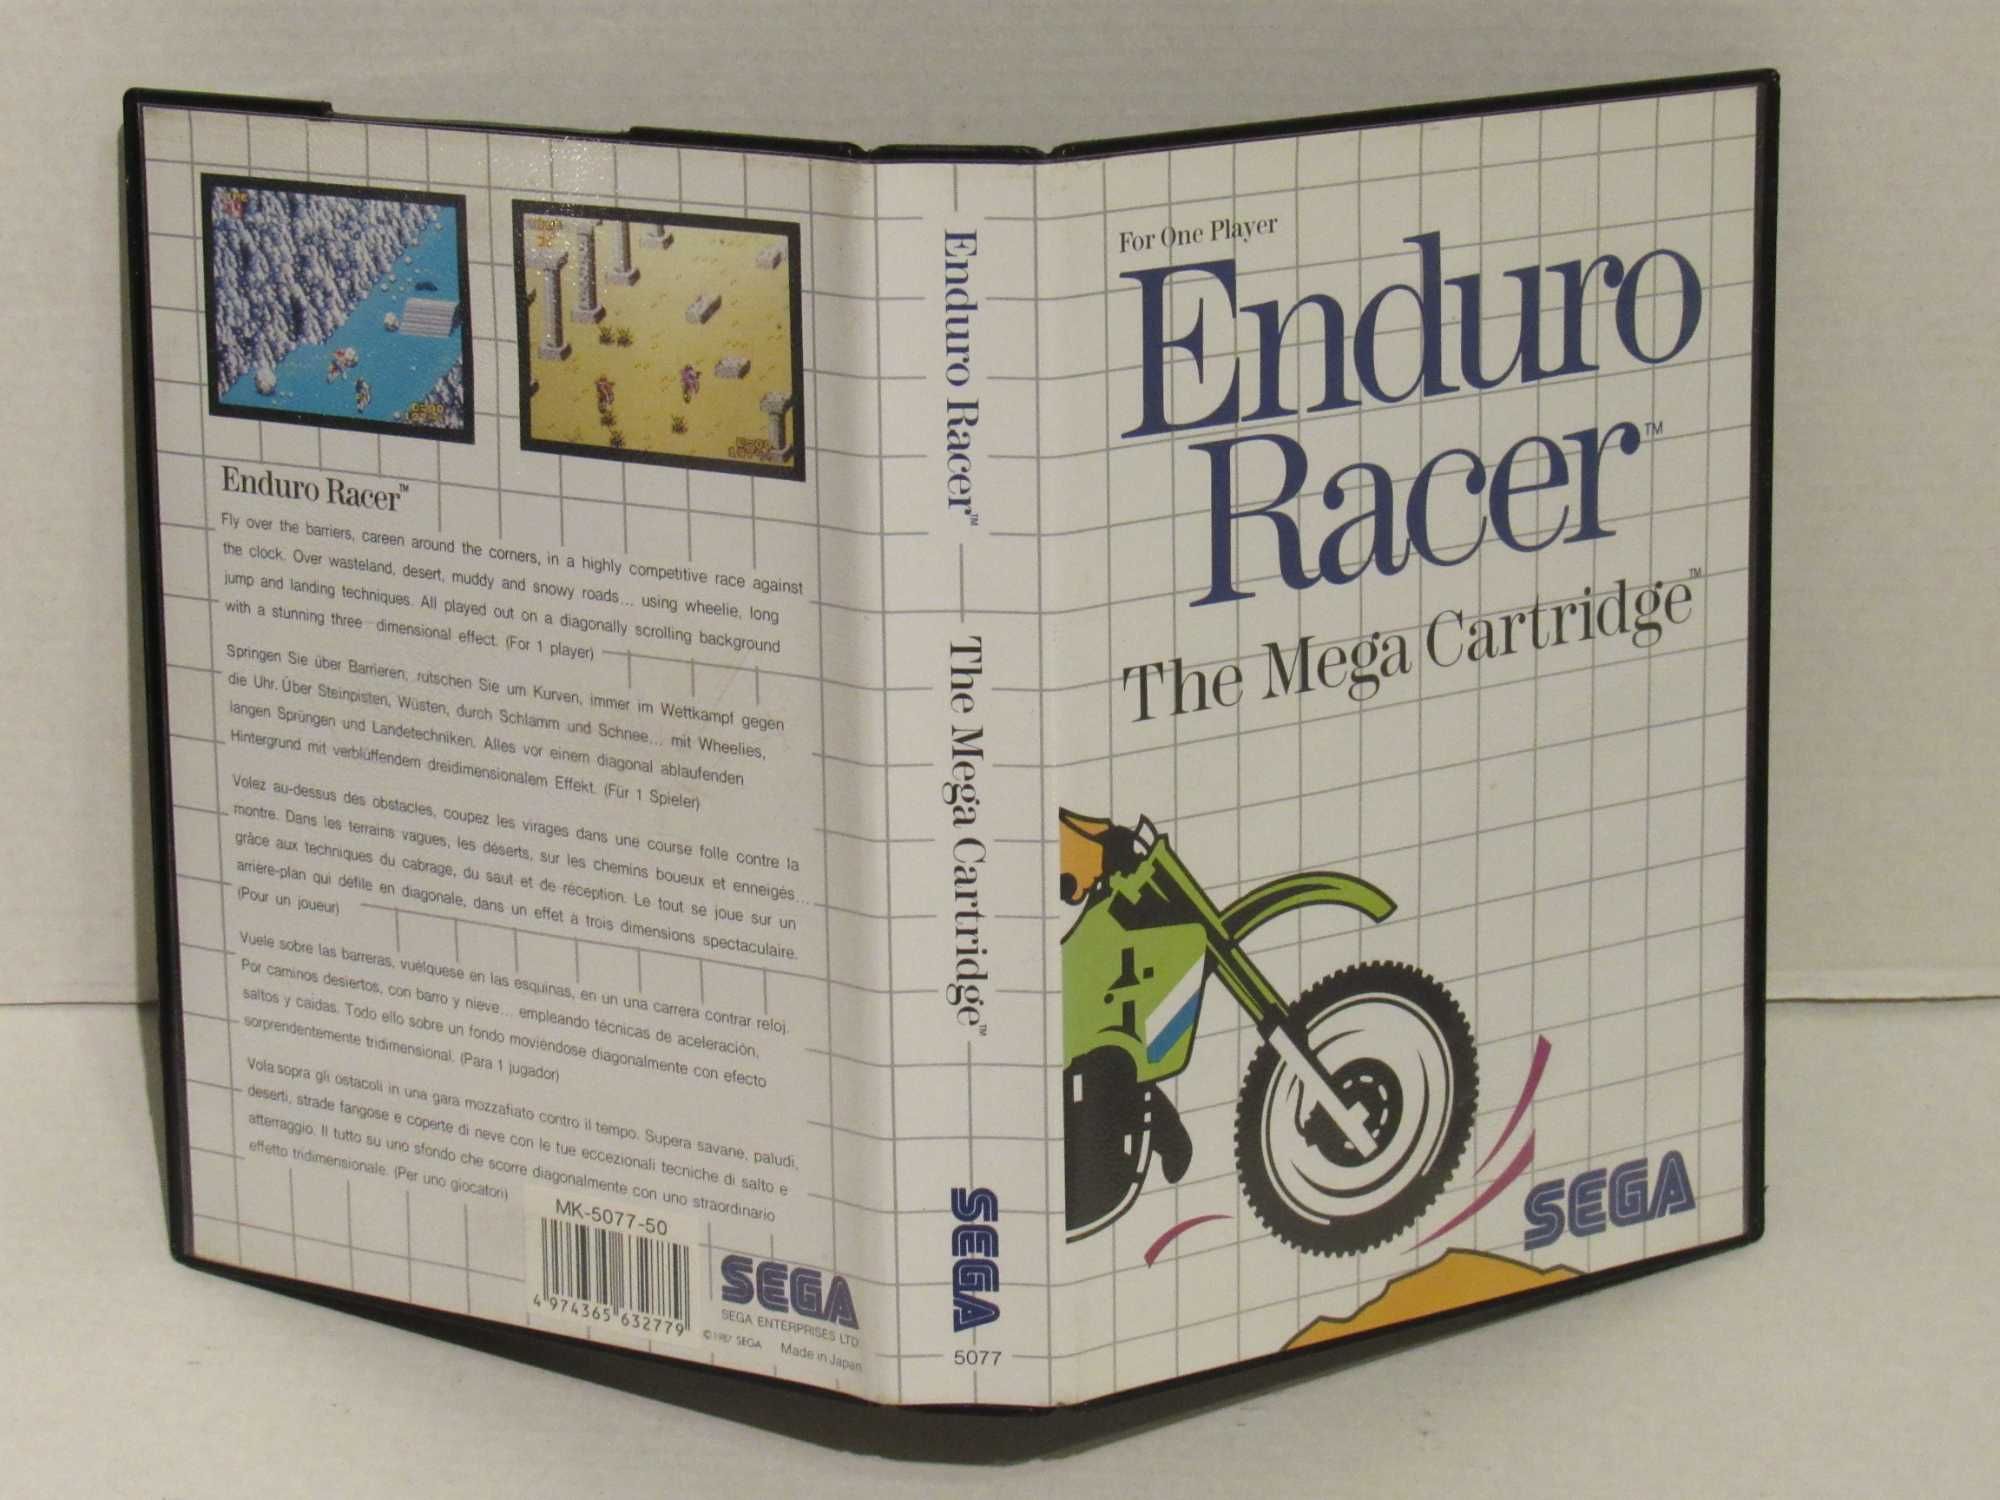 Enduro Racer™
Fly over the barriers, careen around the corners, in a highly competitive race against
the clock. Over wasteland, desert, muddy and snowy roads... using wheelie, long
jump and landing techniques. All played out on a diagonally scrolling background
with a stunning three dimensional effect. (For 1 player)
Springen Sie über Barrieren, rutschen Sie um Kurven, immer im Wettkampf gegen
die Uhr. Über Steinpisten, Wüsten, durch Schlamm und Schnee... mit Wheelies,
langen Sprüngen und Landetechniken. Alles vor einem diagonal ablaufenden
Hintergrund mit verblüffendem dreidimensionalem Effekt. (Für 1 Spieler)
Volez au-dessus des obstacles, coupez les virages dans une course folle contre la
montre. Dans les terrains vagues, les déserts, sur les chemins boueux et enneigés...
grâce aux techniques du cabrage, du saut et de réception. Le tout se joue sur un
arrière-plan qui défile en diagonale, dans un effet à trois dimensions spectaculaire.
(Pour un joueur)
Vuele sobre las barreras, vuélquese en las esquinas, en un una carrera contrar reloj.
Por caminos desiertos, con barro y nieve... empleando técnicas de aceleración,
saltos y caidas. Todo ello sobre un fondo moviéndose diagonalmente con efecto
sorprendentemente tridimensional. (Para 1 jugador)
Vola sopra gli ostacoli in una gara mozzafiato contro il tempo. Supera savane, paludi,
deserti, strade fangose e coperte di neve con le tue eccezionali tecniche di salto e
atterraggio. Il tutto su uno sfondo che scorre diagonalmente con uno straordinario
effetto tridimensionale. (Per uno giocatori)
MK-5077-50
4 974365 632779
SEGA
SEGA ENTERPRISES LTD.
©1987 SEGA Made in Japan
Enduro Racer™
The Mega Cartridge™
SEGA
5077
For One Player
Enduro
Racer™
The Mega Cartridge™
SEGA